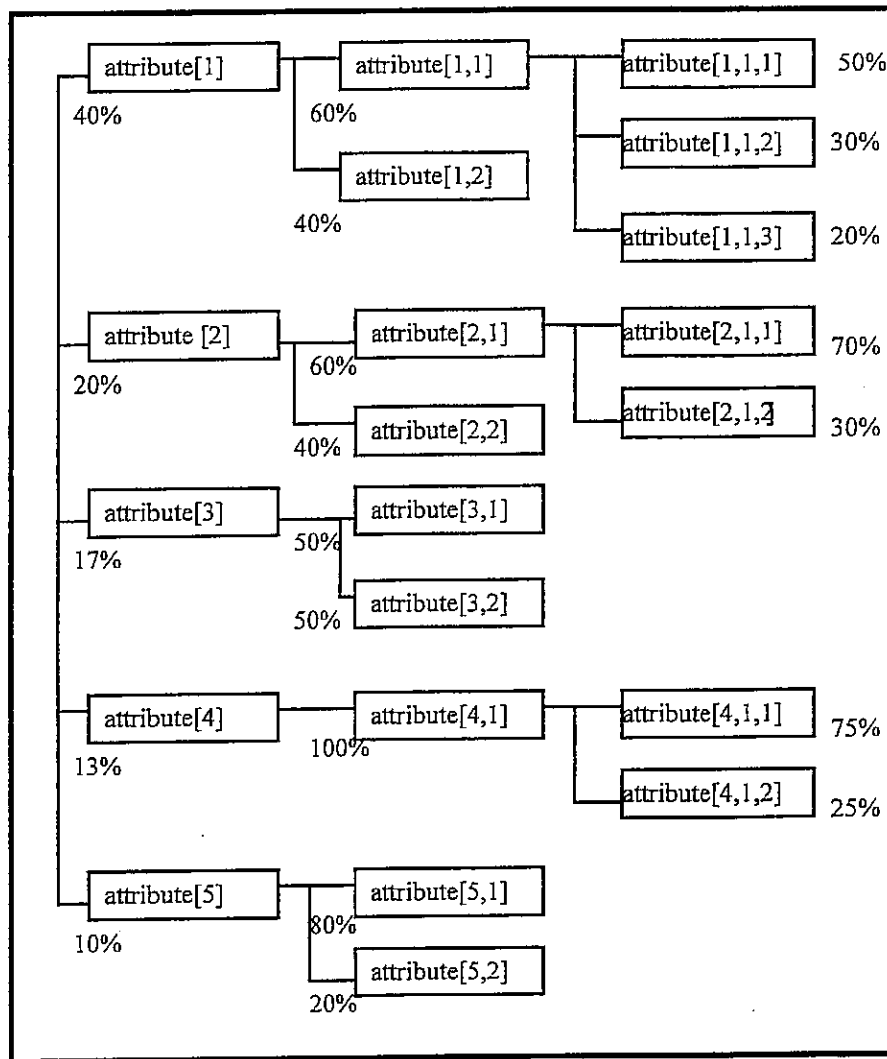 attribute[1] attribute[1,1] attribute[1,1,1] 50%
40% 60%
attribute[1,1,2] 30%
attribute[1,2]
40%
attribute[1,1,3] 20%
attribute [2] attribute[2,1] attribute[2,1,1]
20% 60% 70%
attribute[2,2] attribute[2,1,2]
40% 30%
attribute[3] attribute[3,1]
17% 50%
attribute[3,2]
50%
attribute[4] attribute[4,1] attribute[4,1,1]
13% 100% 75%
attribute[4,1,2]
25%
attribute[5] attribute[5,1]
10% 80%
attribute[5,2]
20%